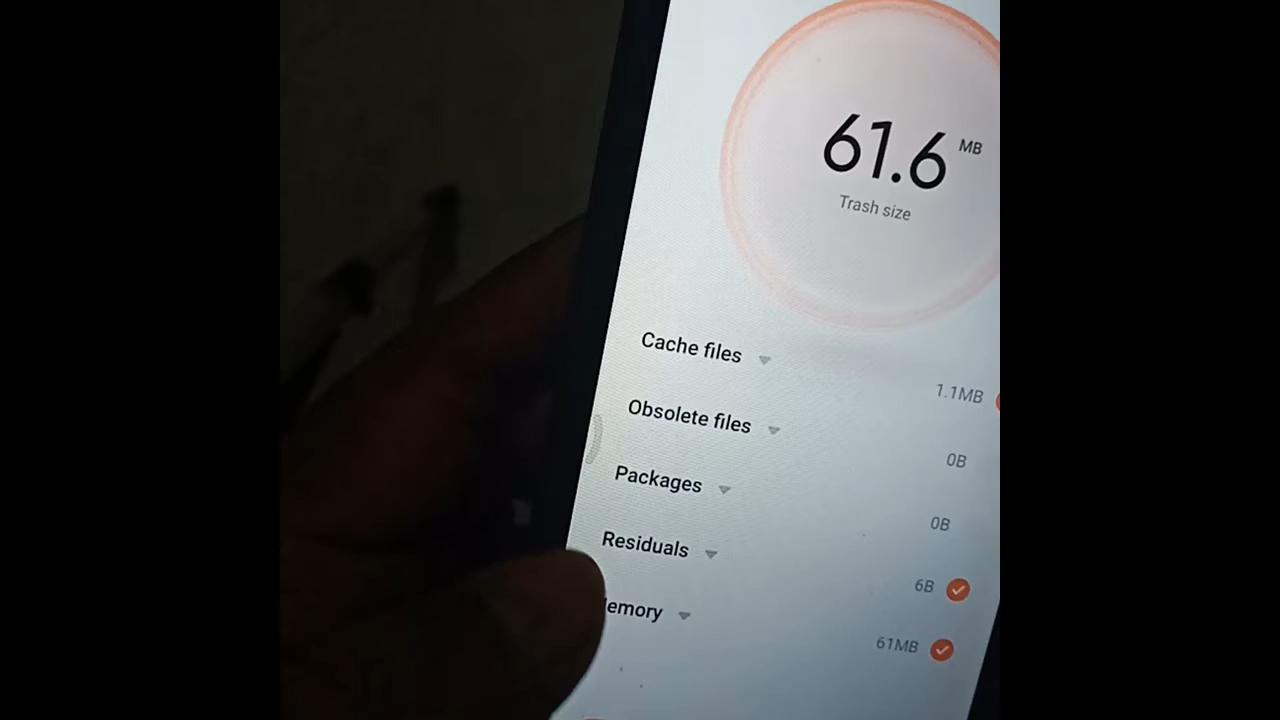 61.6 MB
Trash size
Cache files
1.1MB
Obsolete files
0B
Packages
0B
Residuals
6B
emory
61MB